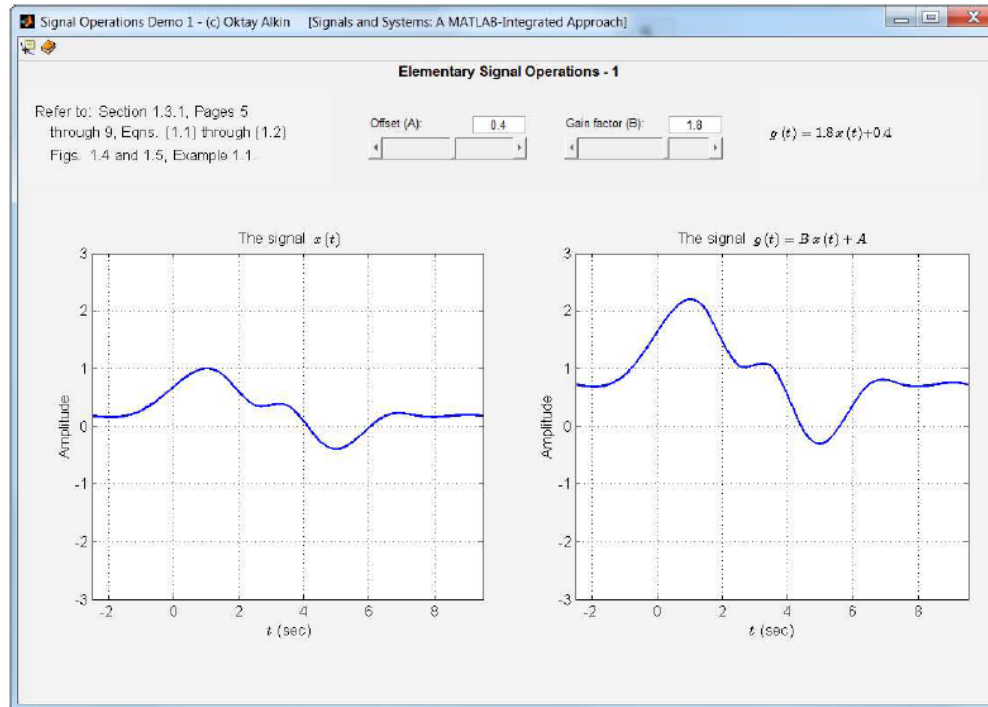 Signal Operations Demo 1 - (c) Oktay Alkin [Signals and Systems: A MATLAB-Integrated Approach]
Elementary Signal Operations - 1
Refer to: Section 1.3.1, Pages 5
through 9, Eqns. (1.1) through (1.2)
Figs. 1.4 and 1.5, Example 1.1.
Offset (A): 0.4
Gain factor (B): 1.8
g (t) = 1.8 x (t)+0.4
The signal x (t)
3
2
1
0
-1
-2
-3
Amplitude
-2 0 2 4 6 8
t (sec)
The signal g (t) = B x (t) + A
3
2
1
0
-1
-2
-3
Amplitude
-2 0 2 4 6 8
t (sec)